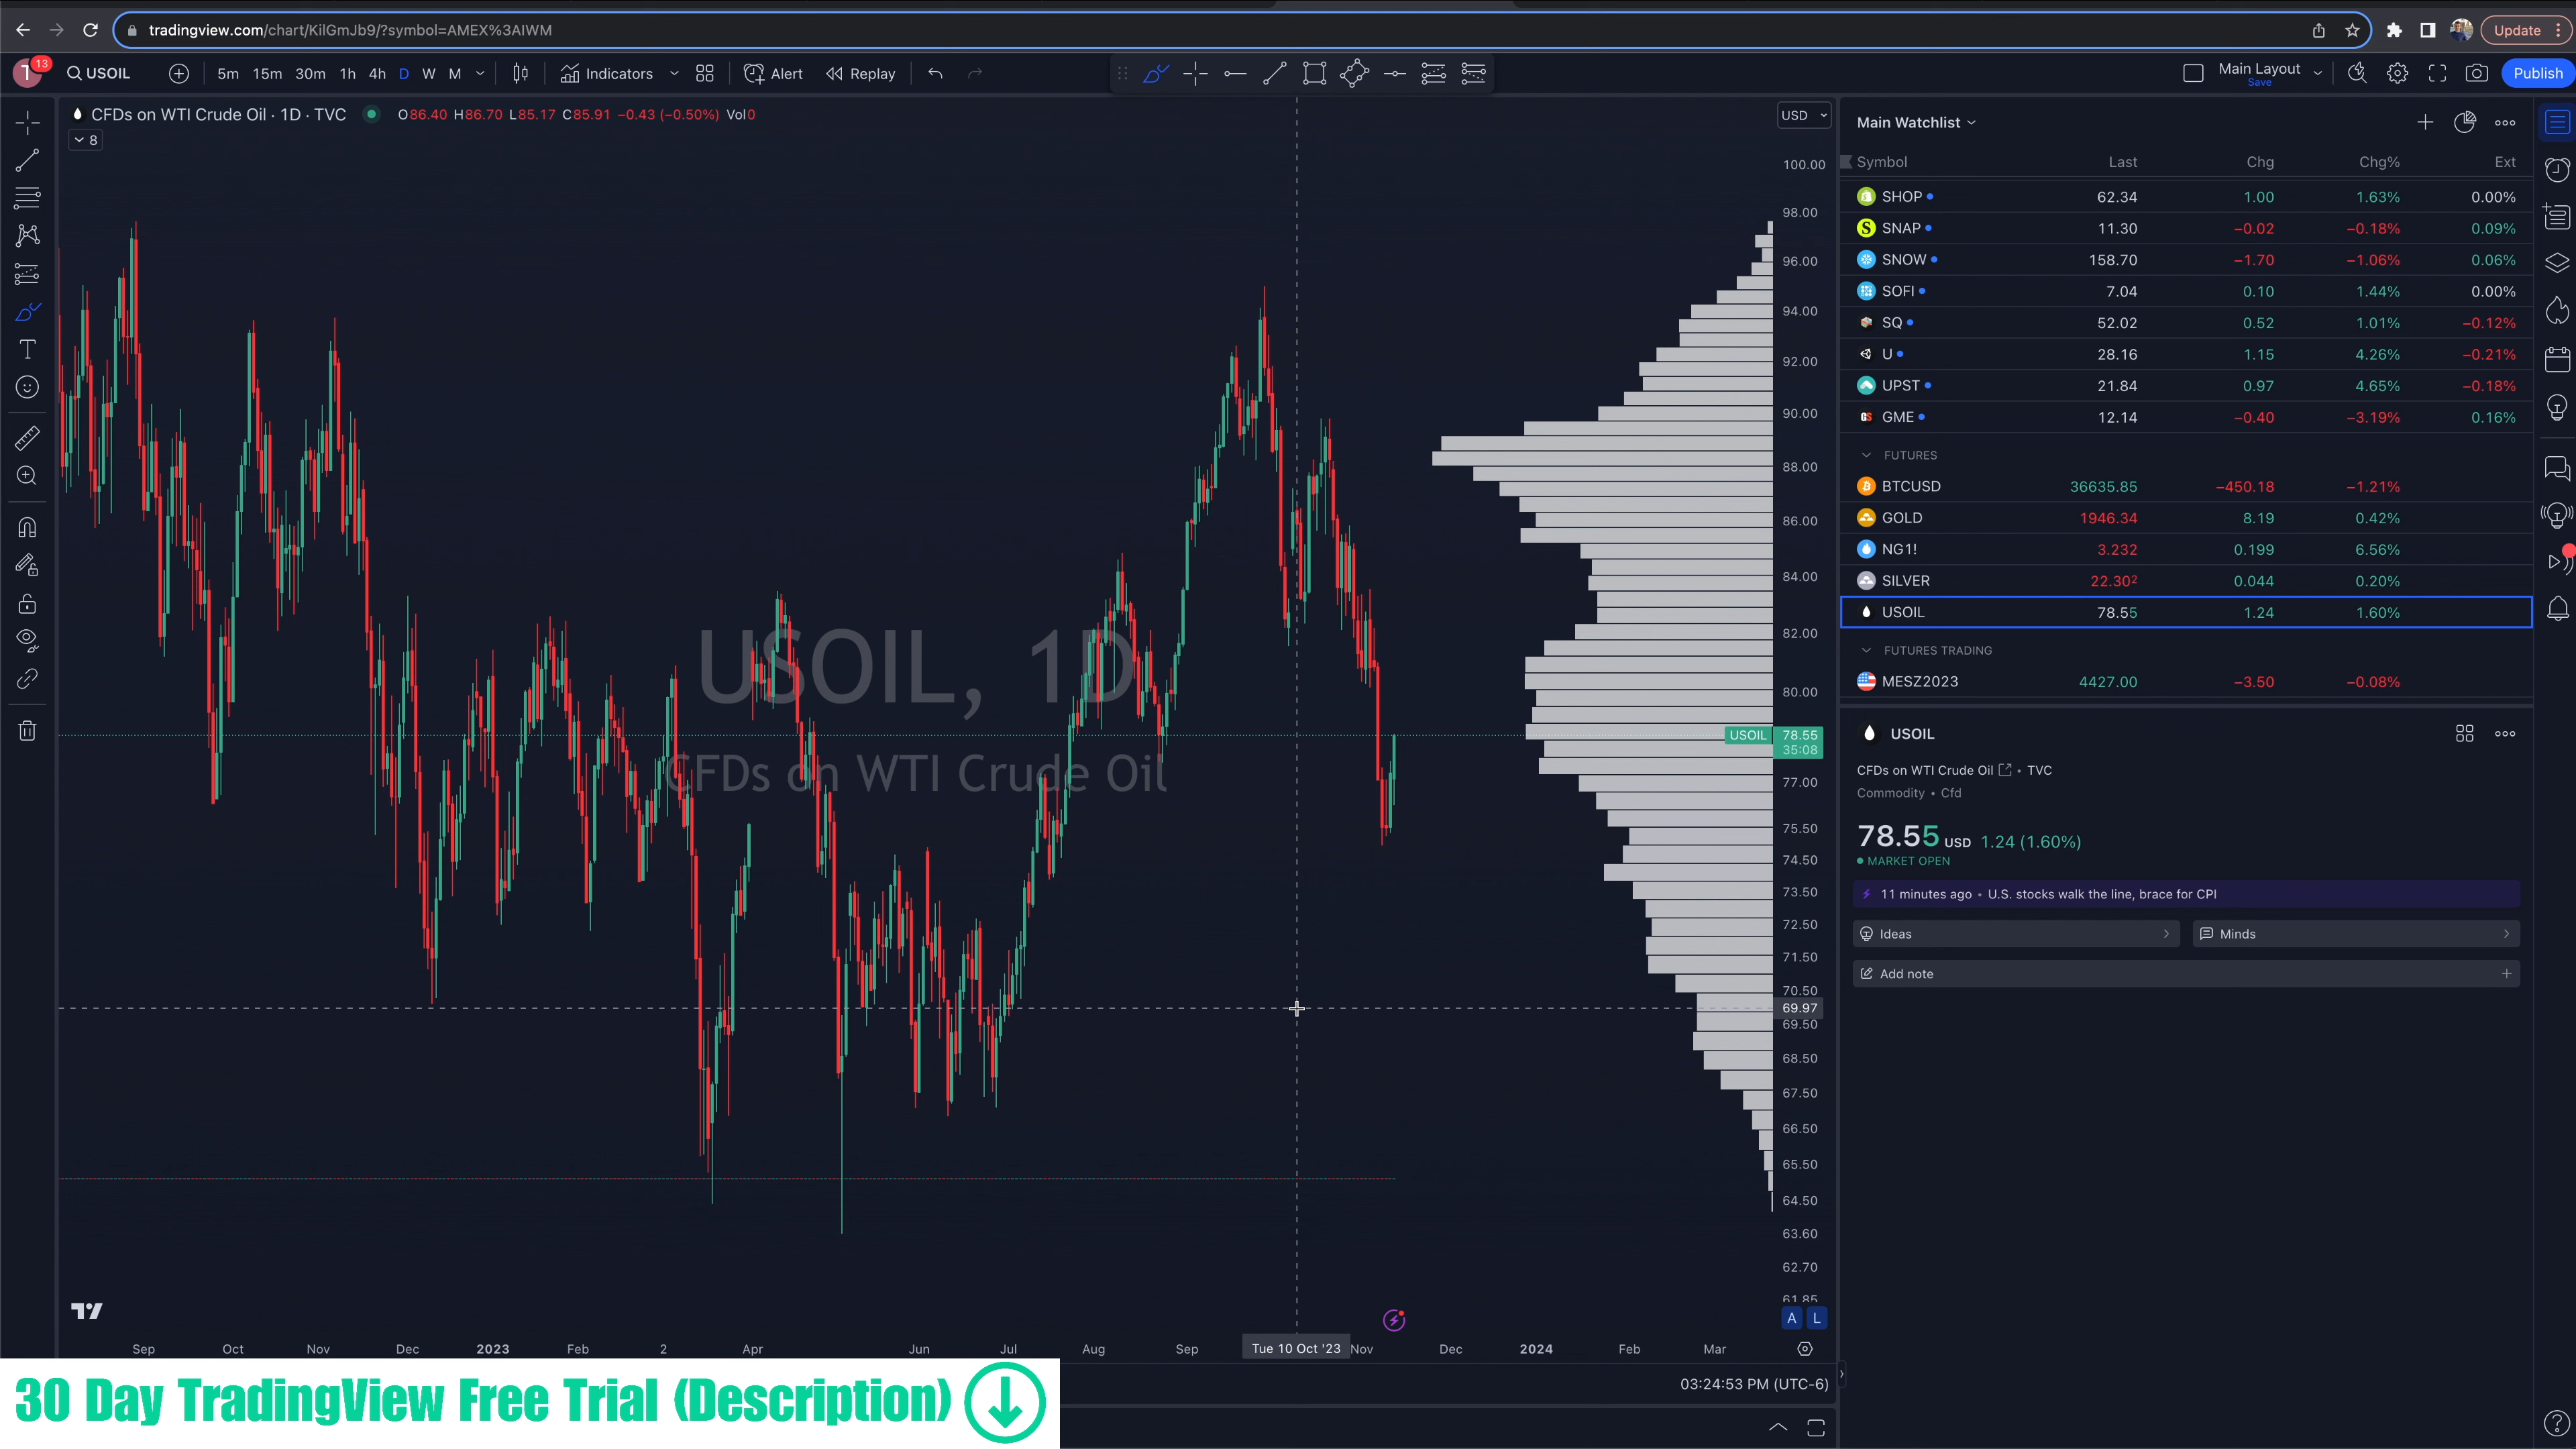 tradingview.com/chart/KilGmJb9/?symbol=AMEX%3AIWM
Update
13
USOIL
5m 15m 30m 1h 4h D W M
Indicators
Alert
Replay
Main Layout
Save
Publish
CFDs on WTI Crude Oil · 1D · TVC
O86.40 H86.70 L85.17 C85.91 −0.43 (−0.50%) Vol0
8
USD
100.00
98.00
96.00
94.00
92.00
90.00
88.00
86.00
84.00
82.00
80.00
USOIL 78.55
35:08
77.00
75.50
74.50
73.50
72.50
71.50
70.50
69.97
69.50
68.50
67.50
66.50
65.50
64.50
63.60
62.70
61.85
A L
USOIL, 1D
CFDs on WTI Crude Oil
Sep Oct Nov Dec 2023 Feb 2 Apr Jun Jul Aug Sep Tue 10 Oct '23 Nov Dec 2024 Feb Mar
03:24:53 PM (UTC-6)
30 Day TradingView Free Trial (Description)
Main Watchlist
Symbol Last Chg Chg% Ext
SHOP 62.34 1.00 1.63% 0.00%
SNAP 11.30 −0.02 −0.18% 0.09%
SNOW 158.70 −1.70 −1.06% 0.06%
SOFI 7.04 0.10 1.44% 0.00%
SQ 52.02 0.52 1.01% −0.12%
U 28.16 1.15 4.26% −0.21%
UPST 21.84 0.97 4.65% −0.18%
GME 12.14 −0.40 −3.19% 0.16%
FUTURES
BTCUSD 36635.85 −450.18 −1.21%
GOLD 1946.34 8.19 0.42%
NG1! 3.232 0.199 6.56%
SILVER 22.30² 0.044 0.20%
USOIL 78.55 1.24 1.60%
FUTURES TRADING
MESZ2023 4427.00 −3.50 −0.08%
USOIL
CFDs on WTI Crude Oil • TVC
Commodity • Cfd
78.55 USD 1.24 (1.60%)
MARKET OPEN
11 minutes ago • U.S. stocks walk the line, brace for CPI
Ideas
Minds
Add note